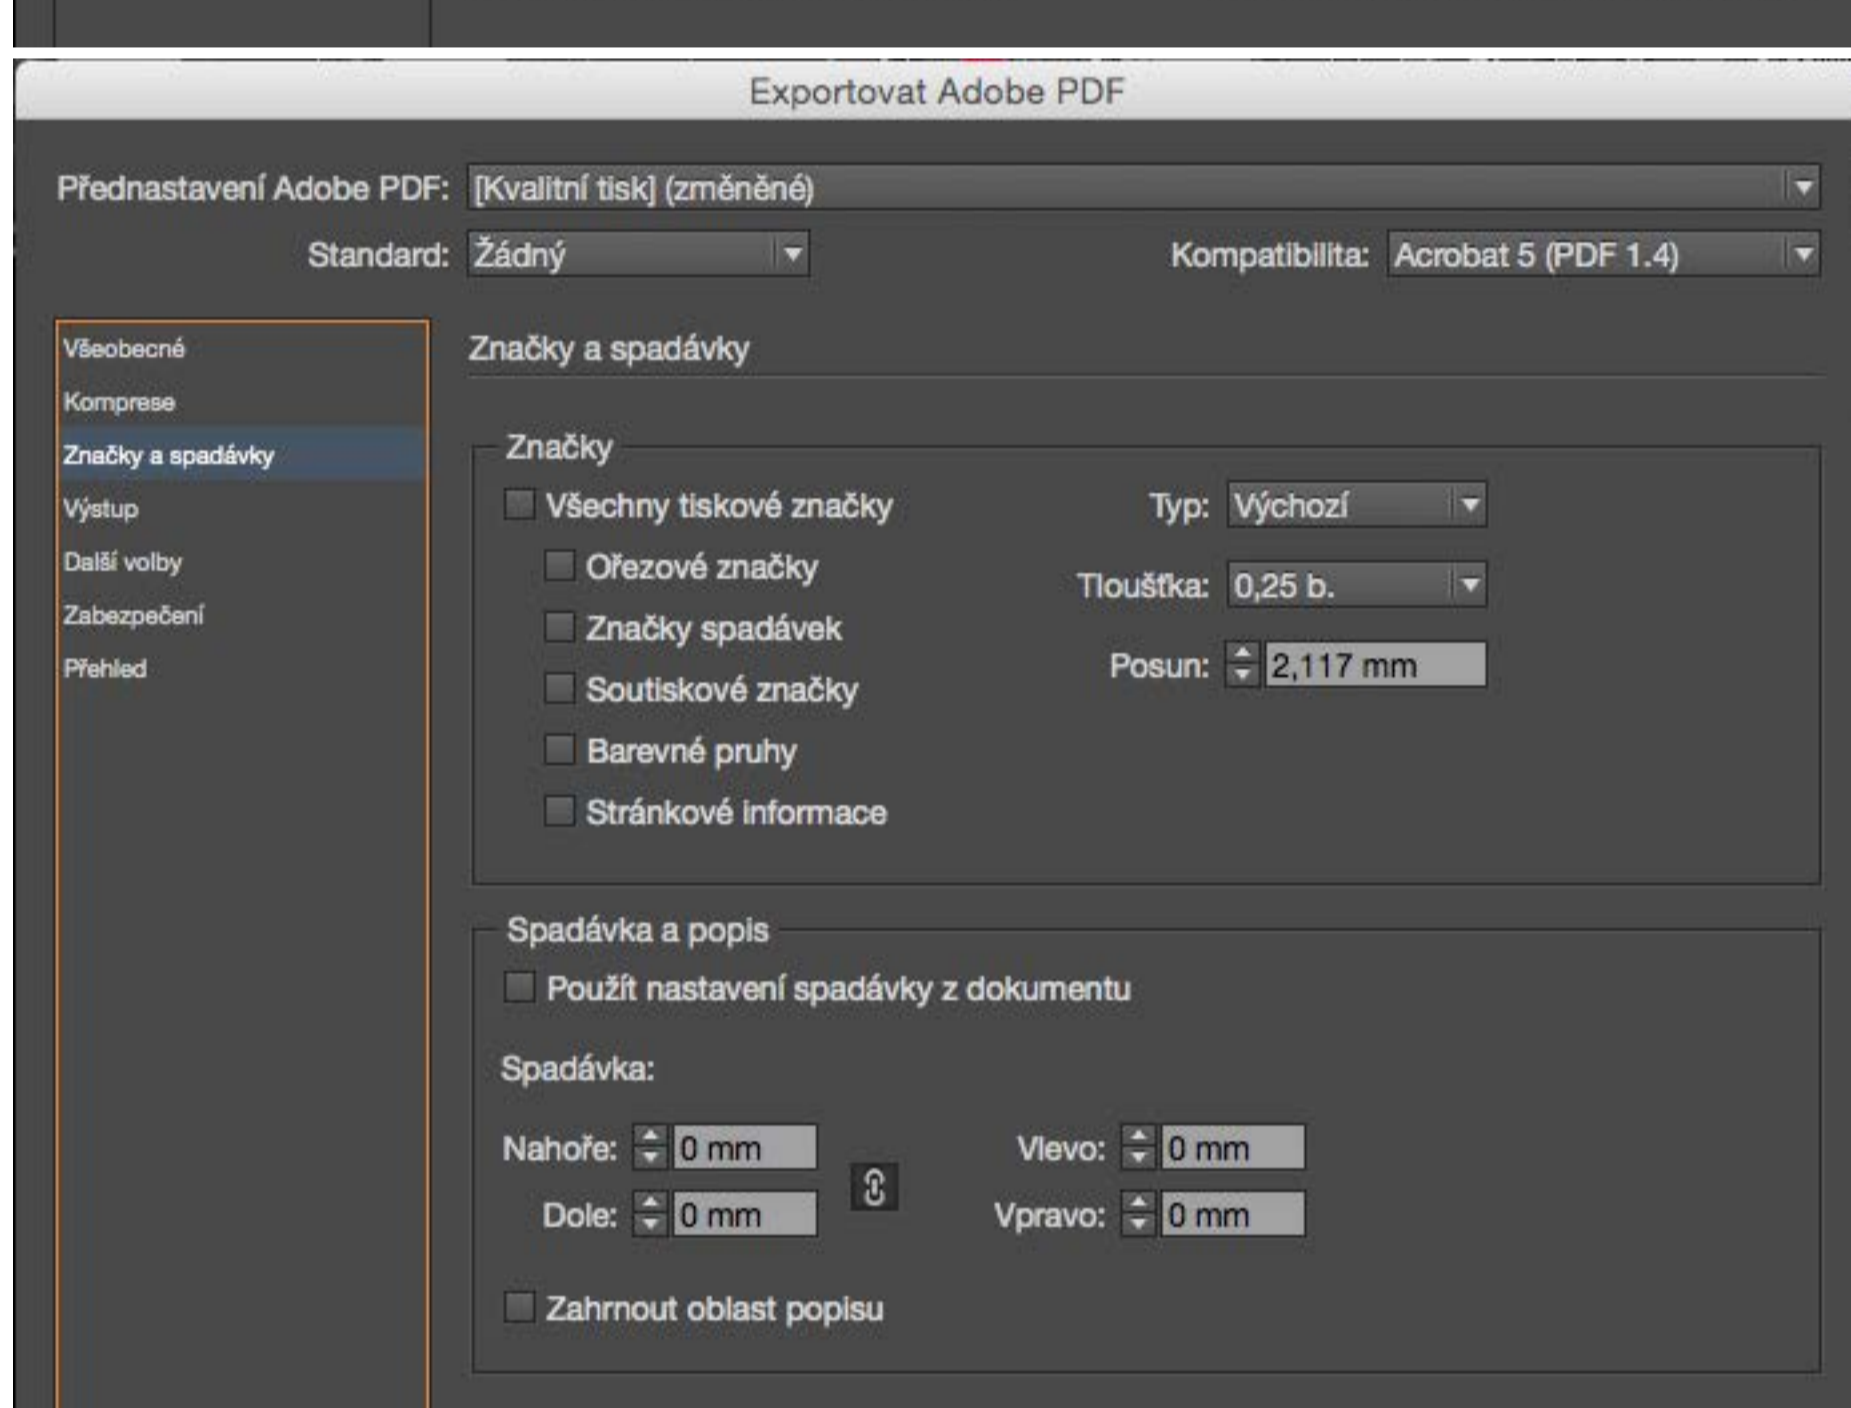 Exportovat Adobe PDF
Přednastavení Adobe PDF: [Kvalitní tisk] (změněné)
Standard: Žádný Kompatibilita: Acrobat 5 (PDF 1.4)
Všeobecné
Komprese
Značky a spadávky
Výstup
Další volby
Zabezpečení
Přehled
Značky a spadávky
Značky
Všechny tiskové značky
Ořezové značky
Značky spadávek
Soutiskové značky
Barevné pruhy
Stránkové informace
Typ: Výchozí
Tloušťka: 0,25 b.
Posun: 2,117 mm
Spadávka a popis
Použít nastavení spadávky z dokumentu
Spadávka:
Nahoře: 0 mm Vlevo: 0 mm
Dole: 0 mm Vpravo: 0 mm
Zahrnout oblast popisu